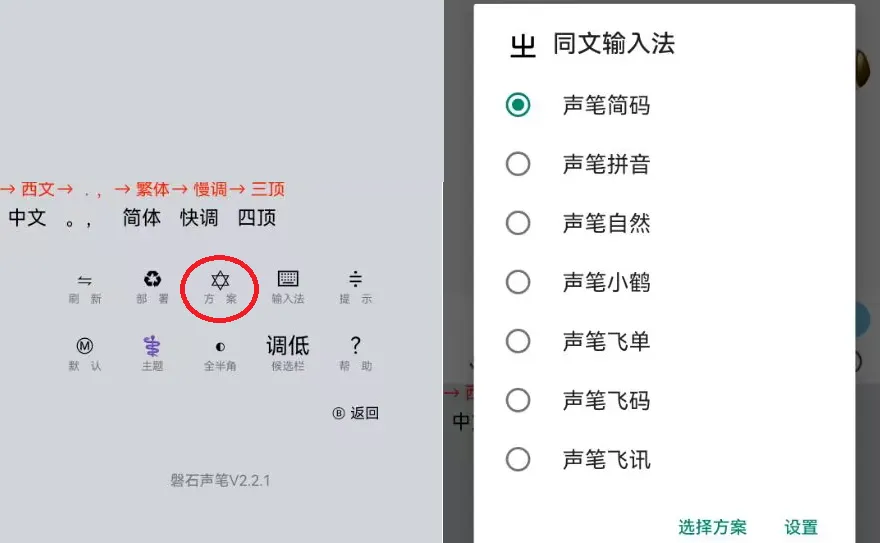 → 西文 → . , → 繁体 → 慢调 → 三顶
中文 。, 简体 快调 四顶
刷 新 部 署 方 案 输入法 提 示
Ⓜ 调低 ?
默 认 主题 全半角 候选栏 帮 助
Ⓑ 返回
磐石声笔V2.2.1
同文输入法
声笔简码
声笔拼音
声笔自然
声笔小鹤
声笔飞单
声笔飞码
声笔飞讯
选择方案 设置
→ 西
中